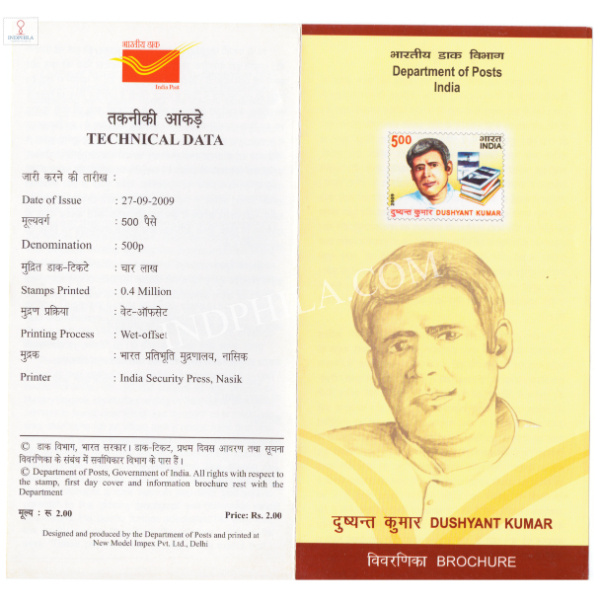 INDPHILA
भारतीय डाक
India Post
तकनीकी आंकड़े
TECHNICAL DATA
जारी करने की तारीख :
Date of Issue : 27-09-2009
मूल्यवर्ग : 500 पैसे
Denomination : 500p
मुद्रित डाक-टिकटे : चार लाख
Stamps Printed : 0.4 Million
मुद्रण प्रक्रिया : वेट-ऑफसेट
Printing Process : Wet-offset
मुद्रक : भारत प्रतिभूति मुद्रणालय, नासिक
Printer : India Security Press, Nasik
© डाक विभाग, भारत सरकार। डाक-टिकट, प्रथम दिवस आवरण तथा सूचना
विवरणिका के संबंध में सर्वाधिकार विभाग के पास हैं।
© Department of Posts, Government of India. All rights with respect to
the stamp, first day cover and information brochure rest with the
Department
मूल्य : रू 2.00 Price: Rs. 2.00
Designed and produced by the Department of Posts and printed at
New Model Impex Pvt. Ltd., Delhi
भारतीय डाक विभाग
Department of Posts
India
5.00 भारत
INDIA
2009
दुष्यन्त कुमार DUSHYANT KUMAR
INDPHILA.COM
दुष्यन्त कुमार DUSHYANT KUMAR
विवरणिका BROCHURE